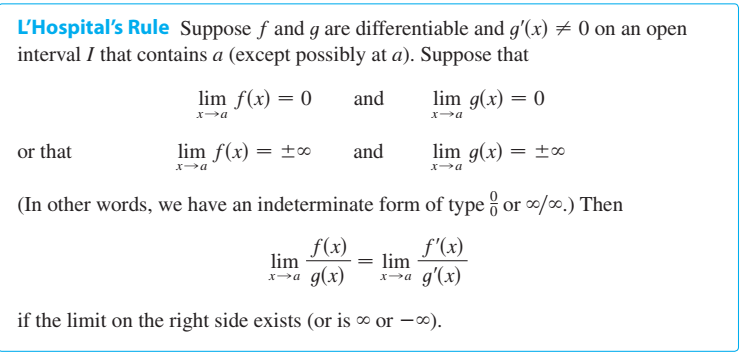 L'Hospital's Rule Suppose f and g are differentiable and g'(x) ≠ 0 on an open
interval I that contains a (except possibly at a). Suppose that
lim x→a f(x) = 0 and lim x→a g(x) = 0
or that lim x→a f(x) = ±∞ and lim x→a g(x) = ±∞
(In other words, we have an indeterminate form of type 0/0 or ∞/∞.) Then
lim x→a f(x)/g(x) = lim x→a f'(x)/g'(x)
if the limit on the right side exists (or is ∞ or −∞).